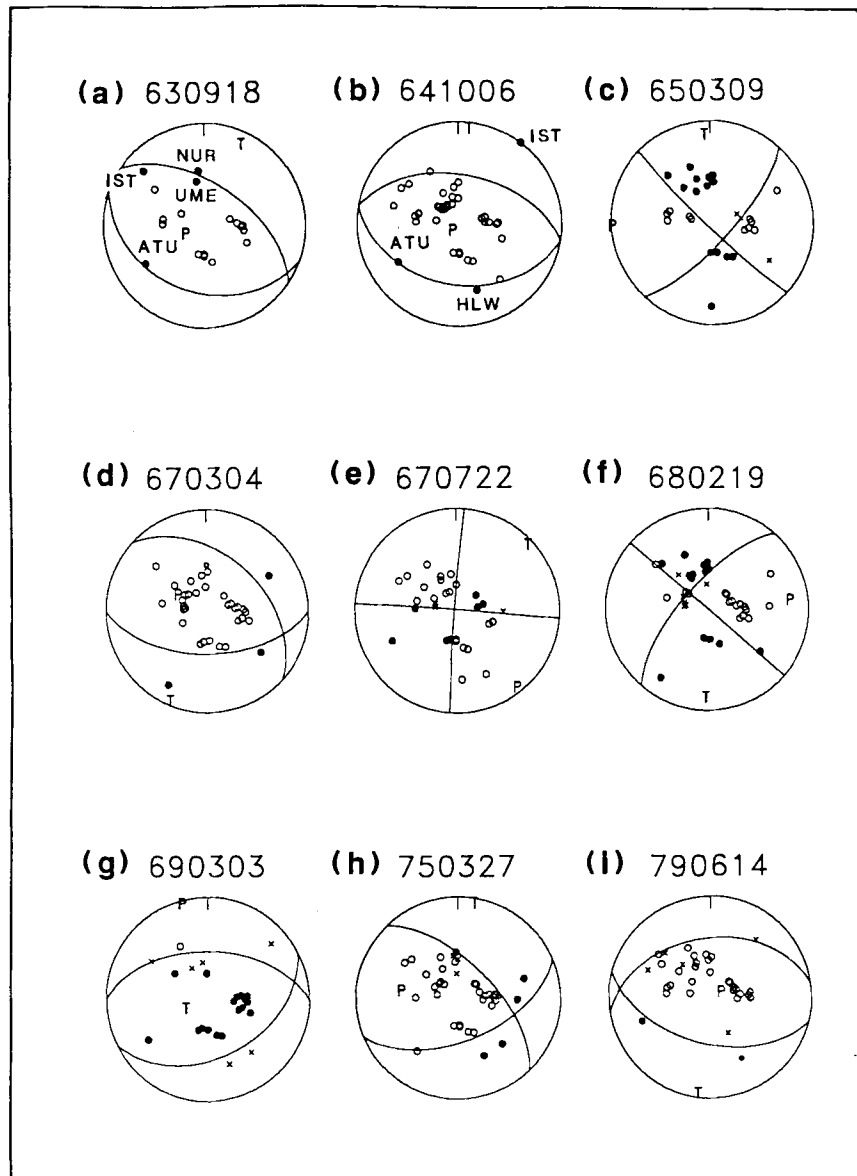 (a) 630918
(b) 641006
(c) 650309
T
NUR
IST
UME
P
ATU
T
IST
P
ATU
HLW
T
P
(d) 670304
(e) 670722
(f) 680219
P
T
T
P
P
T
(g) 690303
(h) 750327
(i) 790614
P
T
T
P
P
T